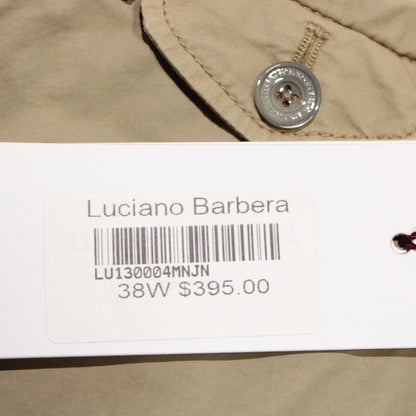 Luciano Barbera
LU130004MNJN
38W $395.00